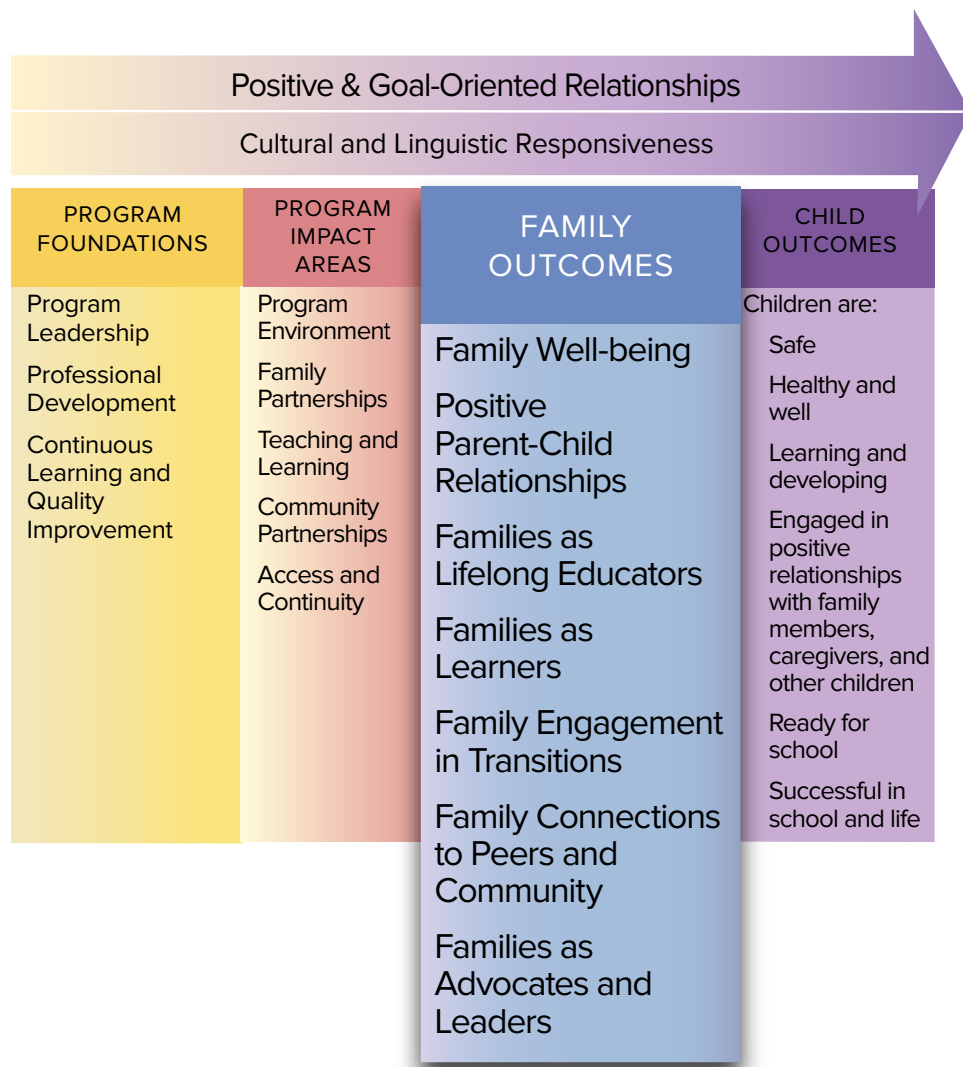 Positive & Goal-Oriented Relationships
Cultural and Linguistic Responsiveness
PROGRAM
FOUNDATIONS
Program
Leadership
Professional
Development
Continuous
Learning and
Quality
Improvement
PROGRAM
IMPACT
AREAS
Program
Environment
Family
Partnerships
Teaching and
Learning
Community
Partnerships
Access and
Continuity
FAMILY
OUTCOMES
Family Well-being
Positive
Parent-Child
Relationships
Families as
Lifelong Educators
Families as
Learners
Family Engagement
in Transitions
Family Connections
to Peers and
Community
Families as
Advocates and
Leaders
CHILD
OUTCOMES
Children are:
Safe
Healthy and
well
Learning and
developing
Engaged in
positive
relationships
with family
members,
caregivers, and
other children
Ready for
school
Successful in
school and life